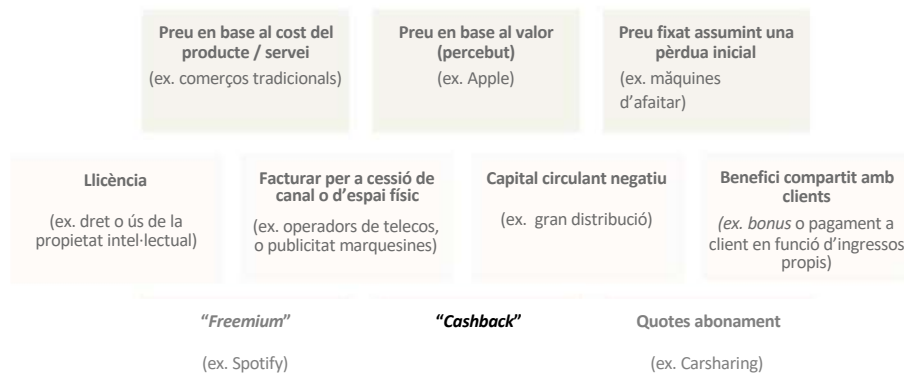 Preu en base al cost del
producte / servei
(ex. comerços tradicionals)
Preu en base al valor
(percebut)
(ex. Apple)
Preu fixat assumint una
pèrdua inicial
(ex. mǎquines
d’afaitar)
Llicència
(ex. dret o ús de la
propietat intel·lectual)
Facturar per a cessió de
canal o d’espai físic
(ex. operadors de telecos,
o publicitat marquesines)
Capital circulant negatiu
(ex. gran distribució)
Benefici compartit amb
clients
(ex. bonus o pagament a
client en funció d’ingressos
propis)
“Freemium”
(ex. Spotify)
“Cashback”
Quotes abonament
(ex. Carsharing)